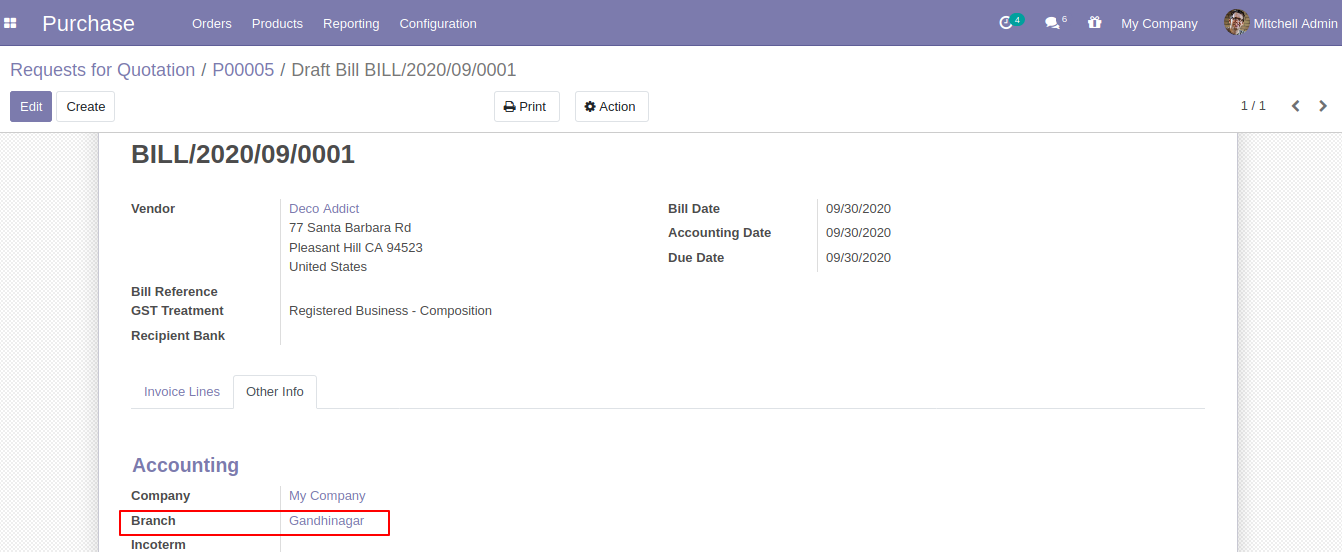 Purchase Orders Products Reporting Configuration 4 6 My Company Mitchell Admin
Requests for Quotation / P00005 / Draft Bill BILL/2020/09/0001
Edit Create Print Action 1 / 1
BILL/2020/09/0001
Vendor Deco Addict Bill Date 09/30/2020
77 Santa Barbara Rd
Pleasant Hill CA 94523 Accounting Date 09/30/2020
United States Due Date 09/30/2020
Bill Reference
GST Treatment Registered Business - Composition
Recipient Bank
Invoice Lines Other Info
Accounting
Company My Company
Branch Gandhinagar
Incoterm